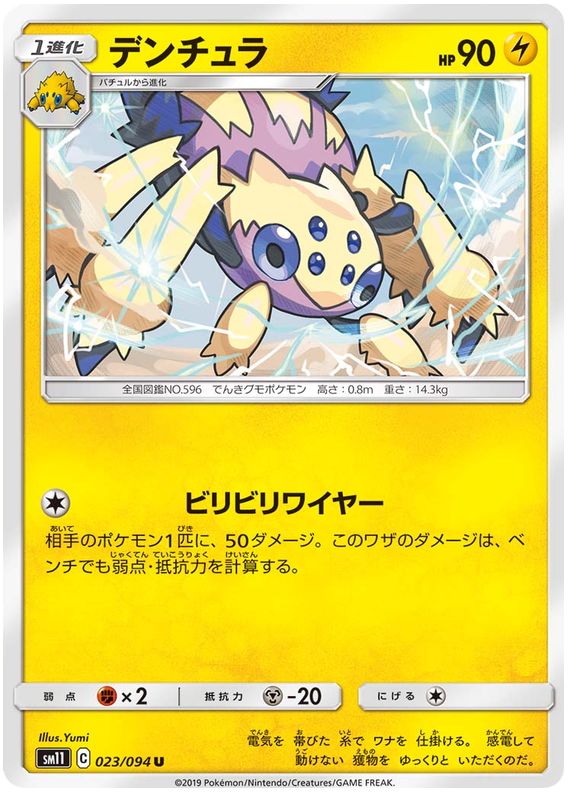 1進化
デンチュラ
HP90
バチュルから進化
全国図鑑NO.596 でんきグモポケモン 高さ:0.8m 重さ:14.3kg
ビリビリワイヤー
相手のポケモン1匹に、50ダメージ。このワザのダメージは、ベ
ンチでも弱点・抵抗力を計算する。
弱点 ×2 抵抗力 -20 にげる
Illus.Yumi
電気を 帯びた 糸で ワナを 仕掛ける。 感電して
動けない 獲物を ゆっくりと いただくのだ。
SM11 C 023/094 U
©2019 Pokémon/Nintendo/Creatures/GAME FREAK.